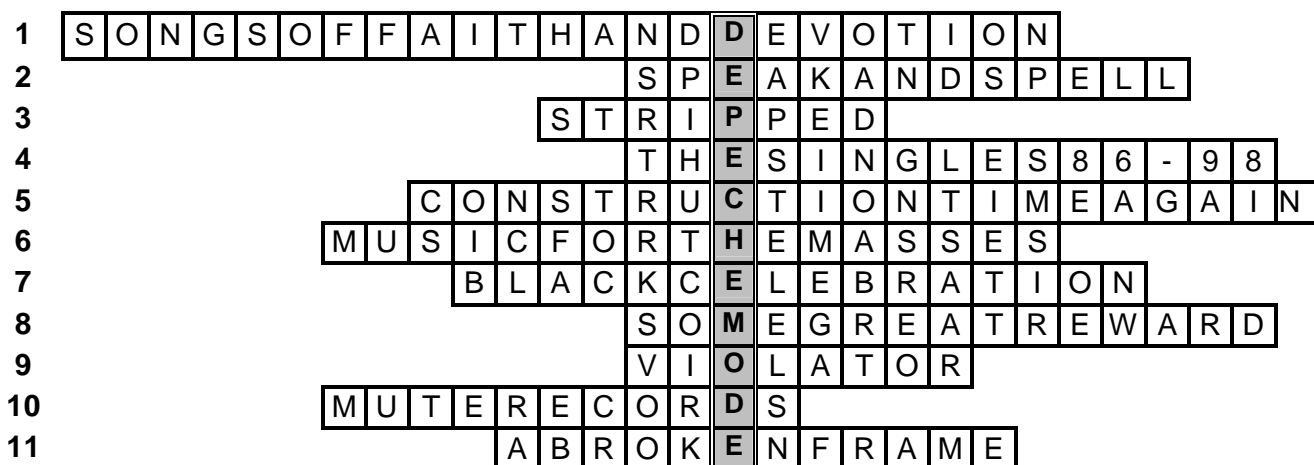 1 SONGSOFFAITHANDDEVOTION
2 SPEAKANDSPELL
3 STRIPPED
4 THESINGLES86-98
5 CONSTRUCTIONTIMEAGAIN
6 MUSICFORTHEMASSES
7 BLACKCELEBRATION
8 SOMEGREATREWARD
9 VIOLATOR
10 MUTERECORDS
11 ABROKENFRAME